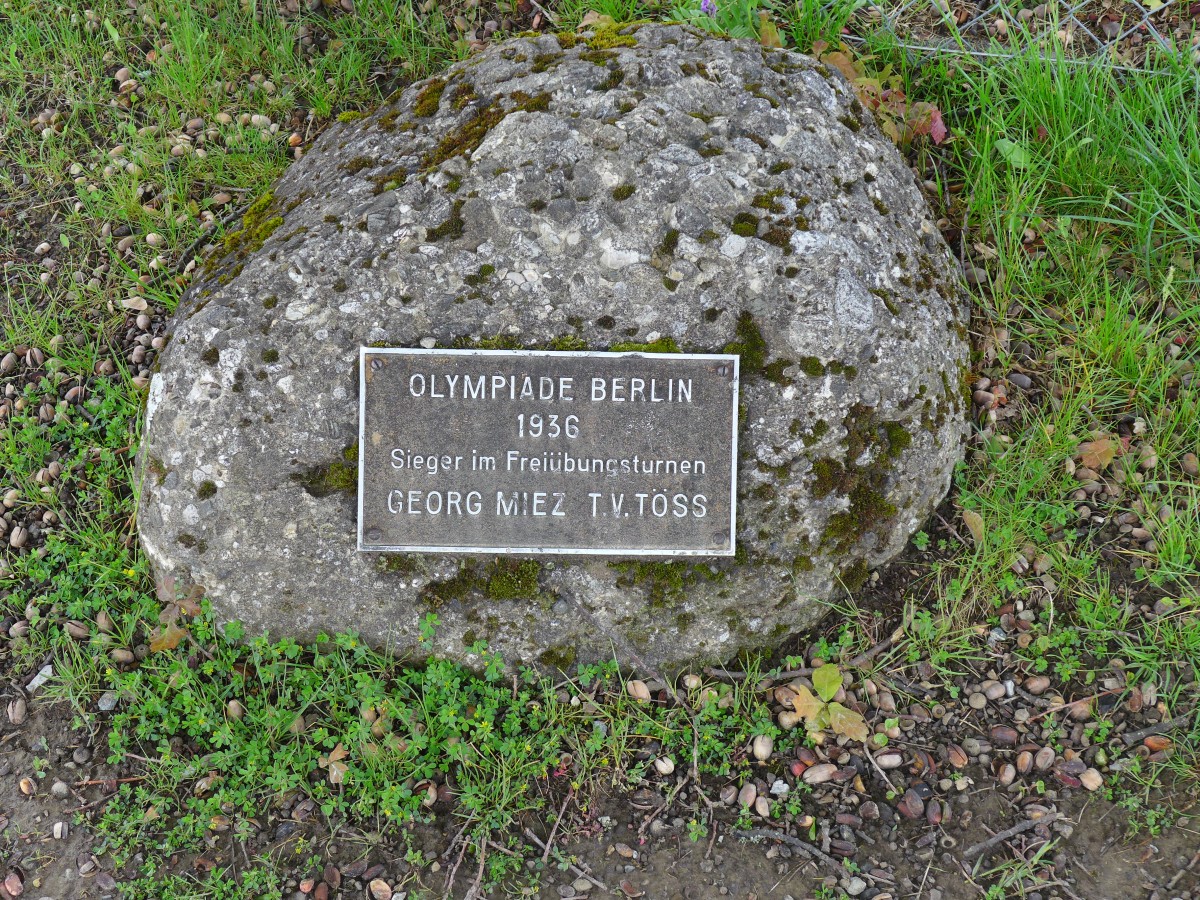 OLYMPIADE BERLIN
1936
Sieger im Freiübungsturnen
GEORG MIEZ T.V. TÖSS